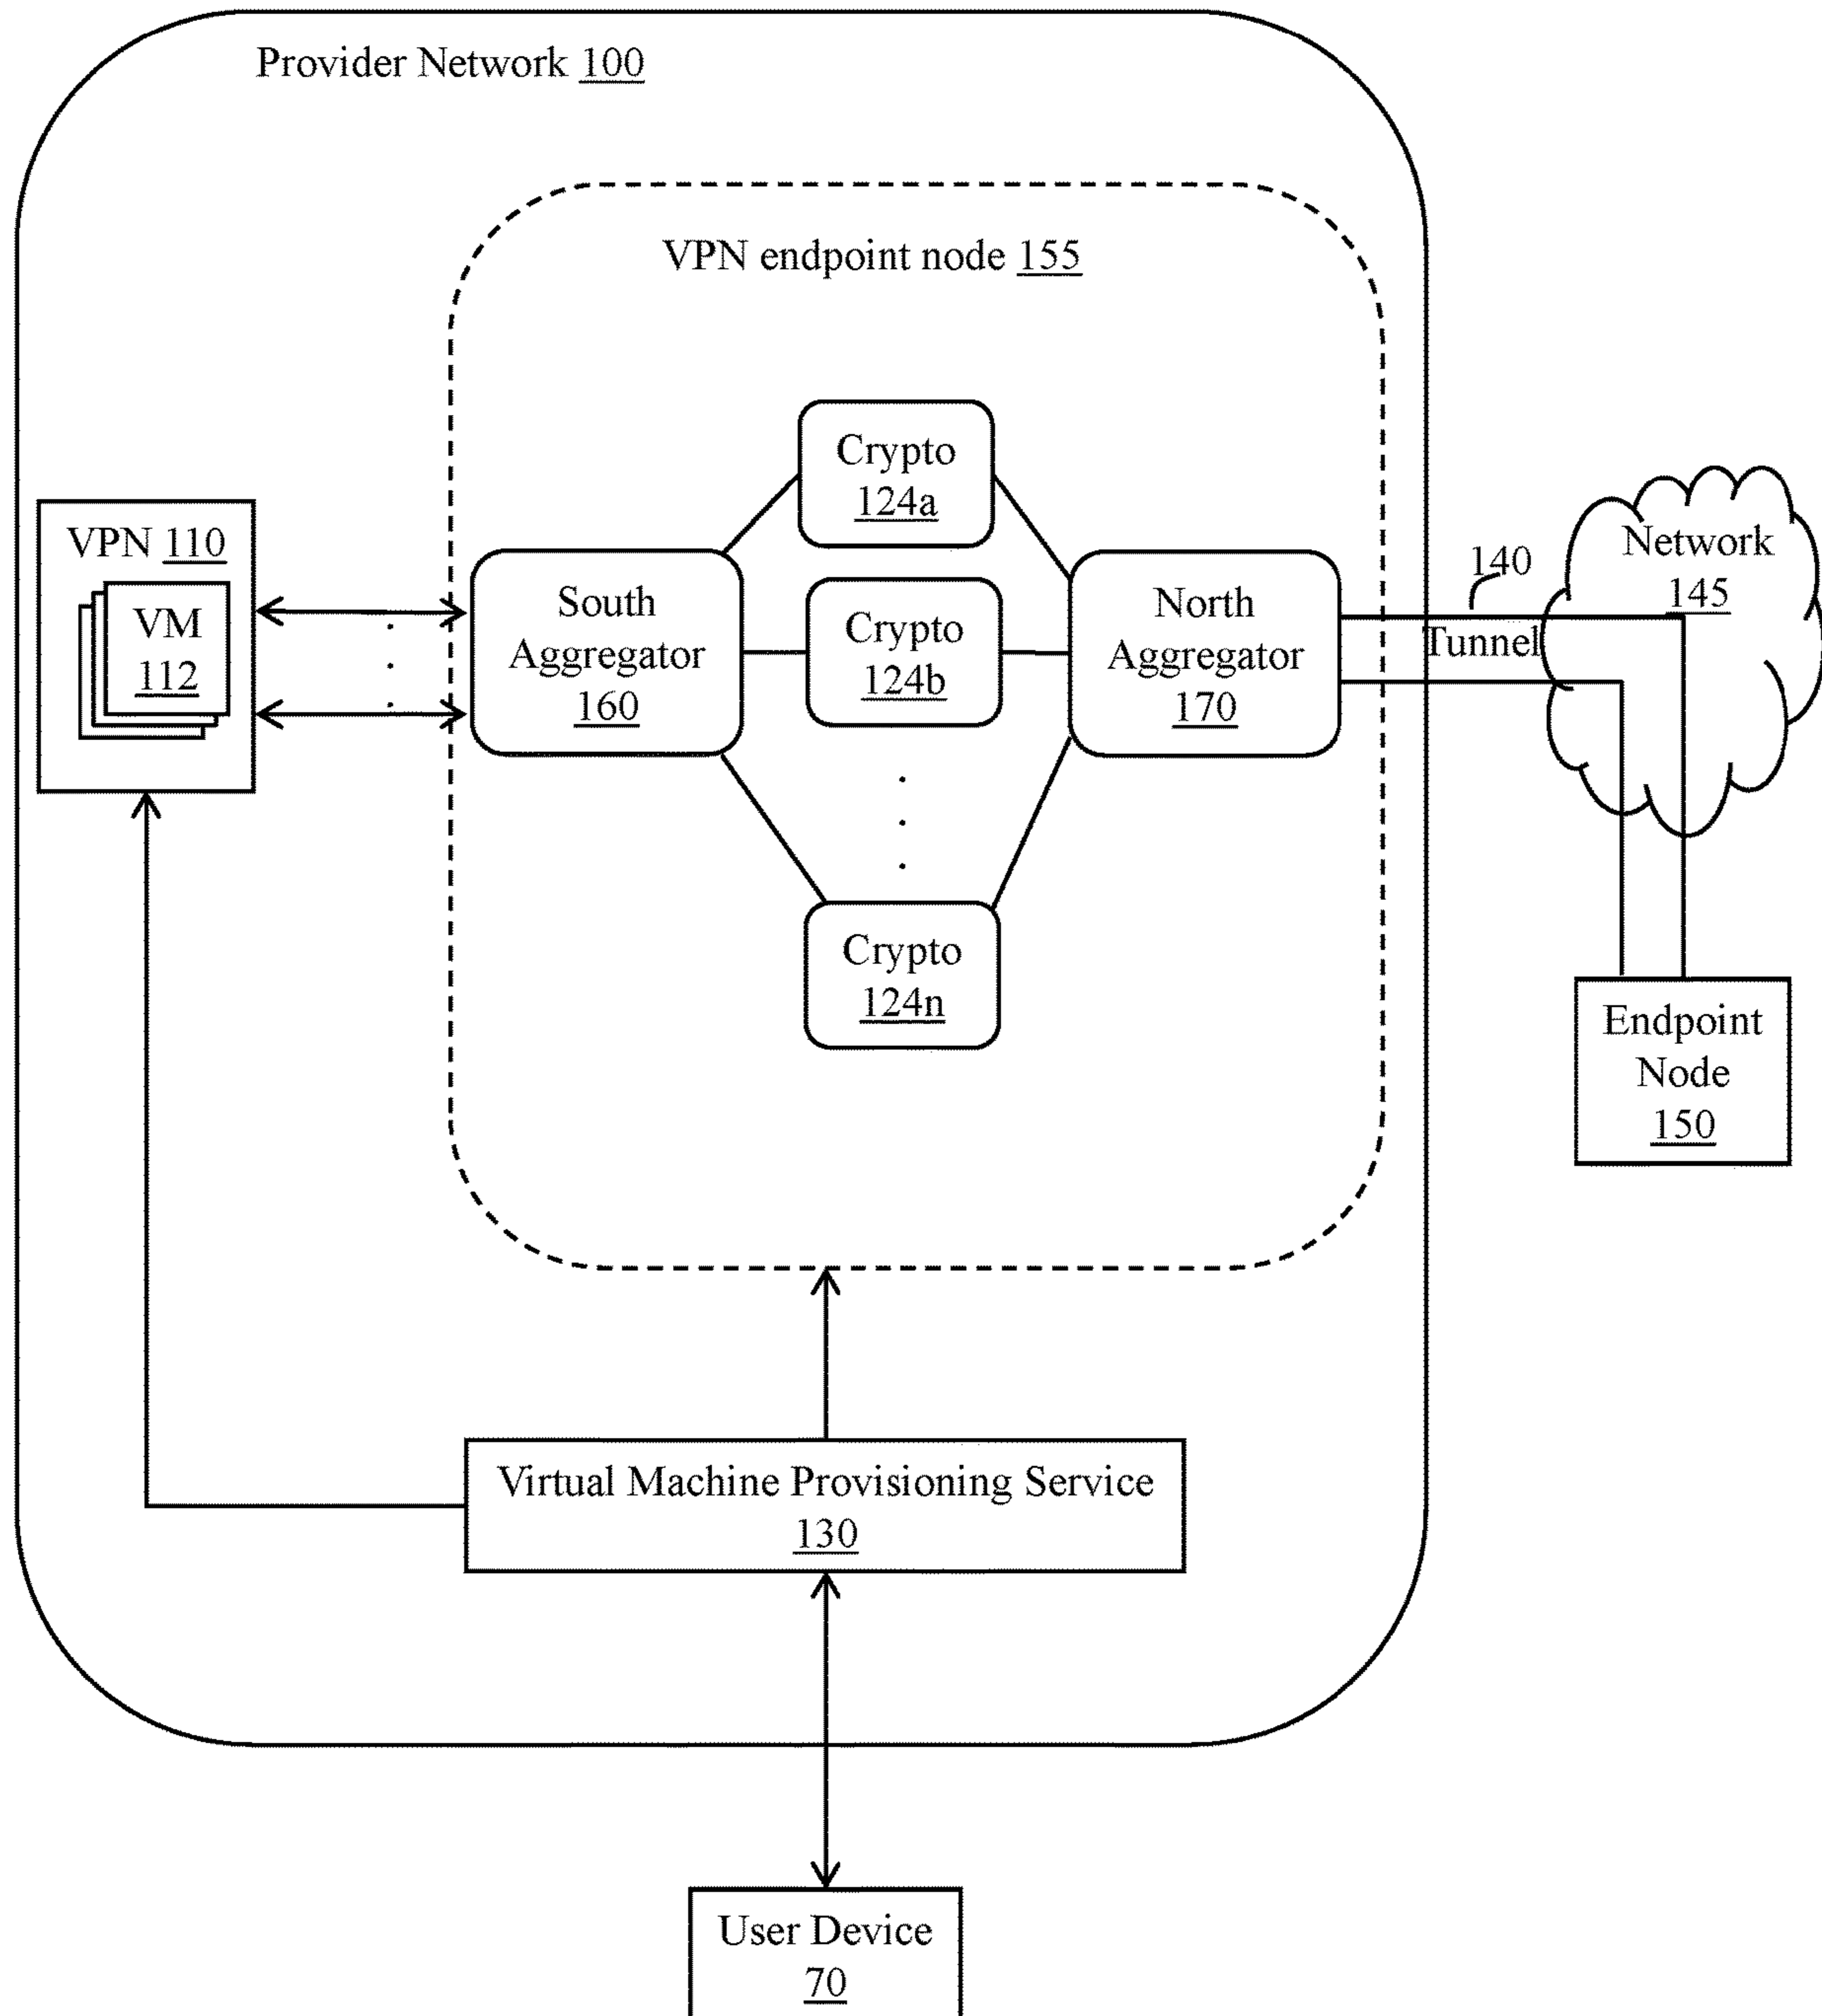 Provider Network 100
VPN endpoint node 155
Crypto
124a
VPN 110
VM
112
South
Aggregator
160
Crypto
124b
North
Aggregator
170
140
Tunnel
Network
145
Crypto
124n
Endpoint
Node
150
Virtual Machine Provisioning Service
130
User Device
70